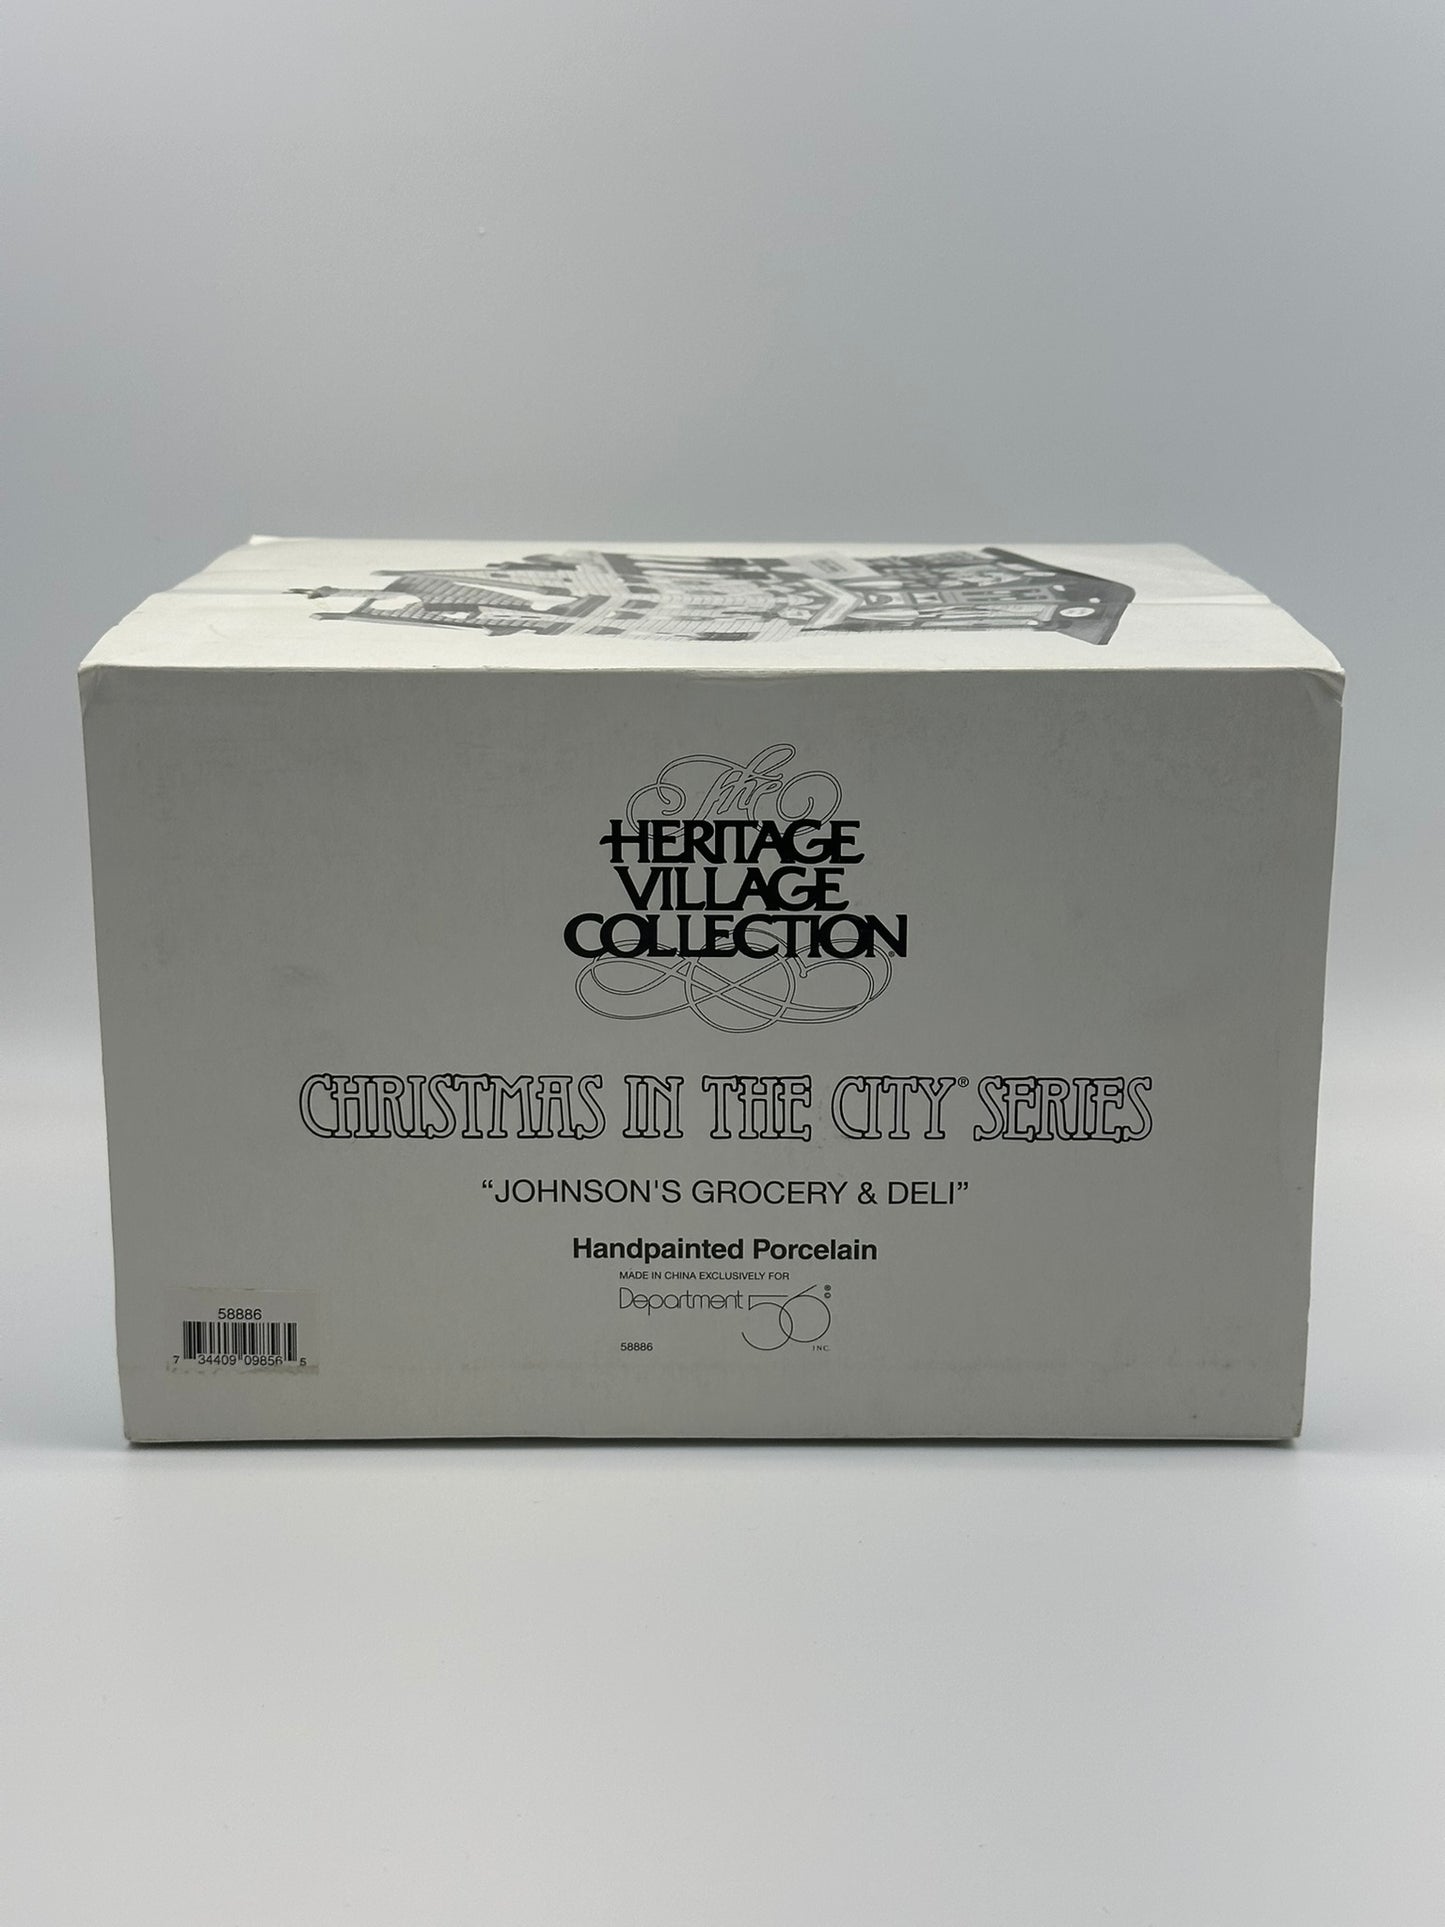 The
HERITAGE
VILLAGE
COLLECTION®
CHRISTMAS IN THE CITY® SERIES
“JOHNSON'S GROCERY & DELI”
Handpainted Porcelain
MADE IN CHINA EXCLUSIVELY FOR
Department 56 ® ©
58886 INC.
58886
7 34409 09856 5